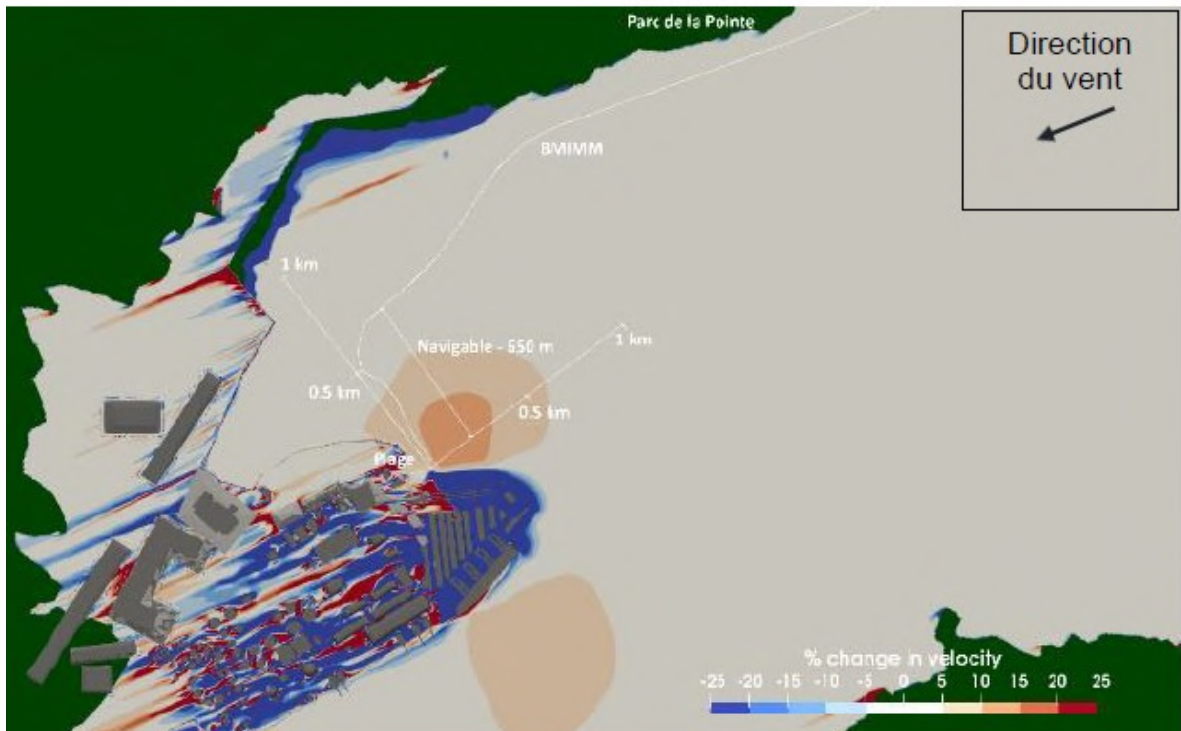 Parc de la Pointe
Direction
du vent
BMIMM
1 km
Navigable - 550 m
1 km
0.5 km
0.5 km
Plage
% change in velocity
-25 -20 -15 -10 -5 0 5 10 15 20 25